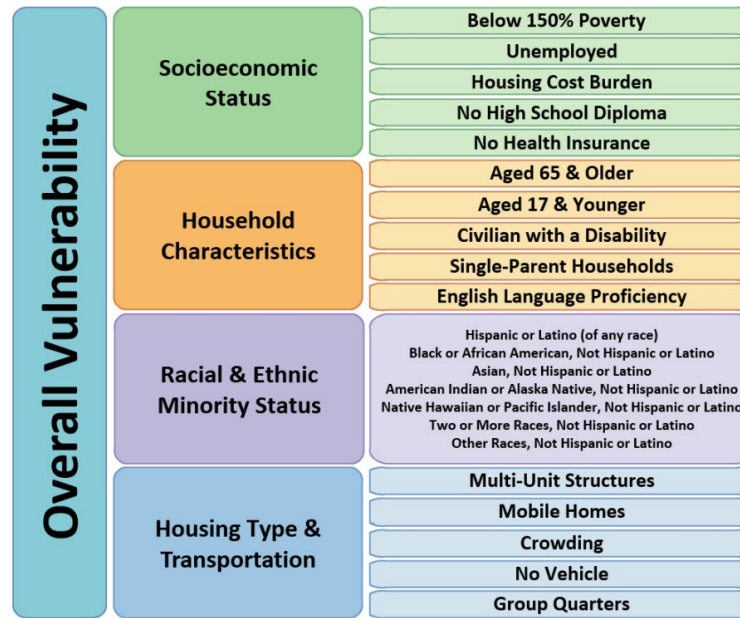 Overall Vulnerability
Socioeconomic
Status
Below 150% Poverty
Unemployed
Housing Cost Burden
No High School Diploma
No Health Insurance
Household
Characteristics
Aged 65 & Older
Aged 17 & Younger
Civilian with a Disability
Single-Parent Households
English Language Proficiency
Racial & Ethnic
Minority Status
Hispanic or Latino (of any race)
Black or African American, Not Hispanic or Latino
Asian, Not Hispanic or Latino
American Indian or Alaska Native, Not Hispanic or Latino
Native Hawaiian or Pacific Islander, Not Hispanic or Latino
Two or More Races, Not Hispanic or Latino
Other Races, Not Hispanic or Latino
Housing Type &
Transportation
Multi-Unit Structures
Mobile Homes
Crowding
No Vehicle
Group Quarters